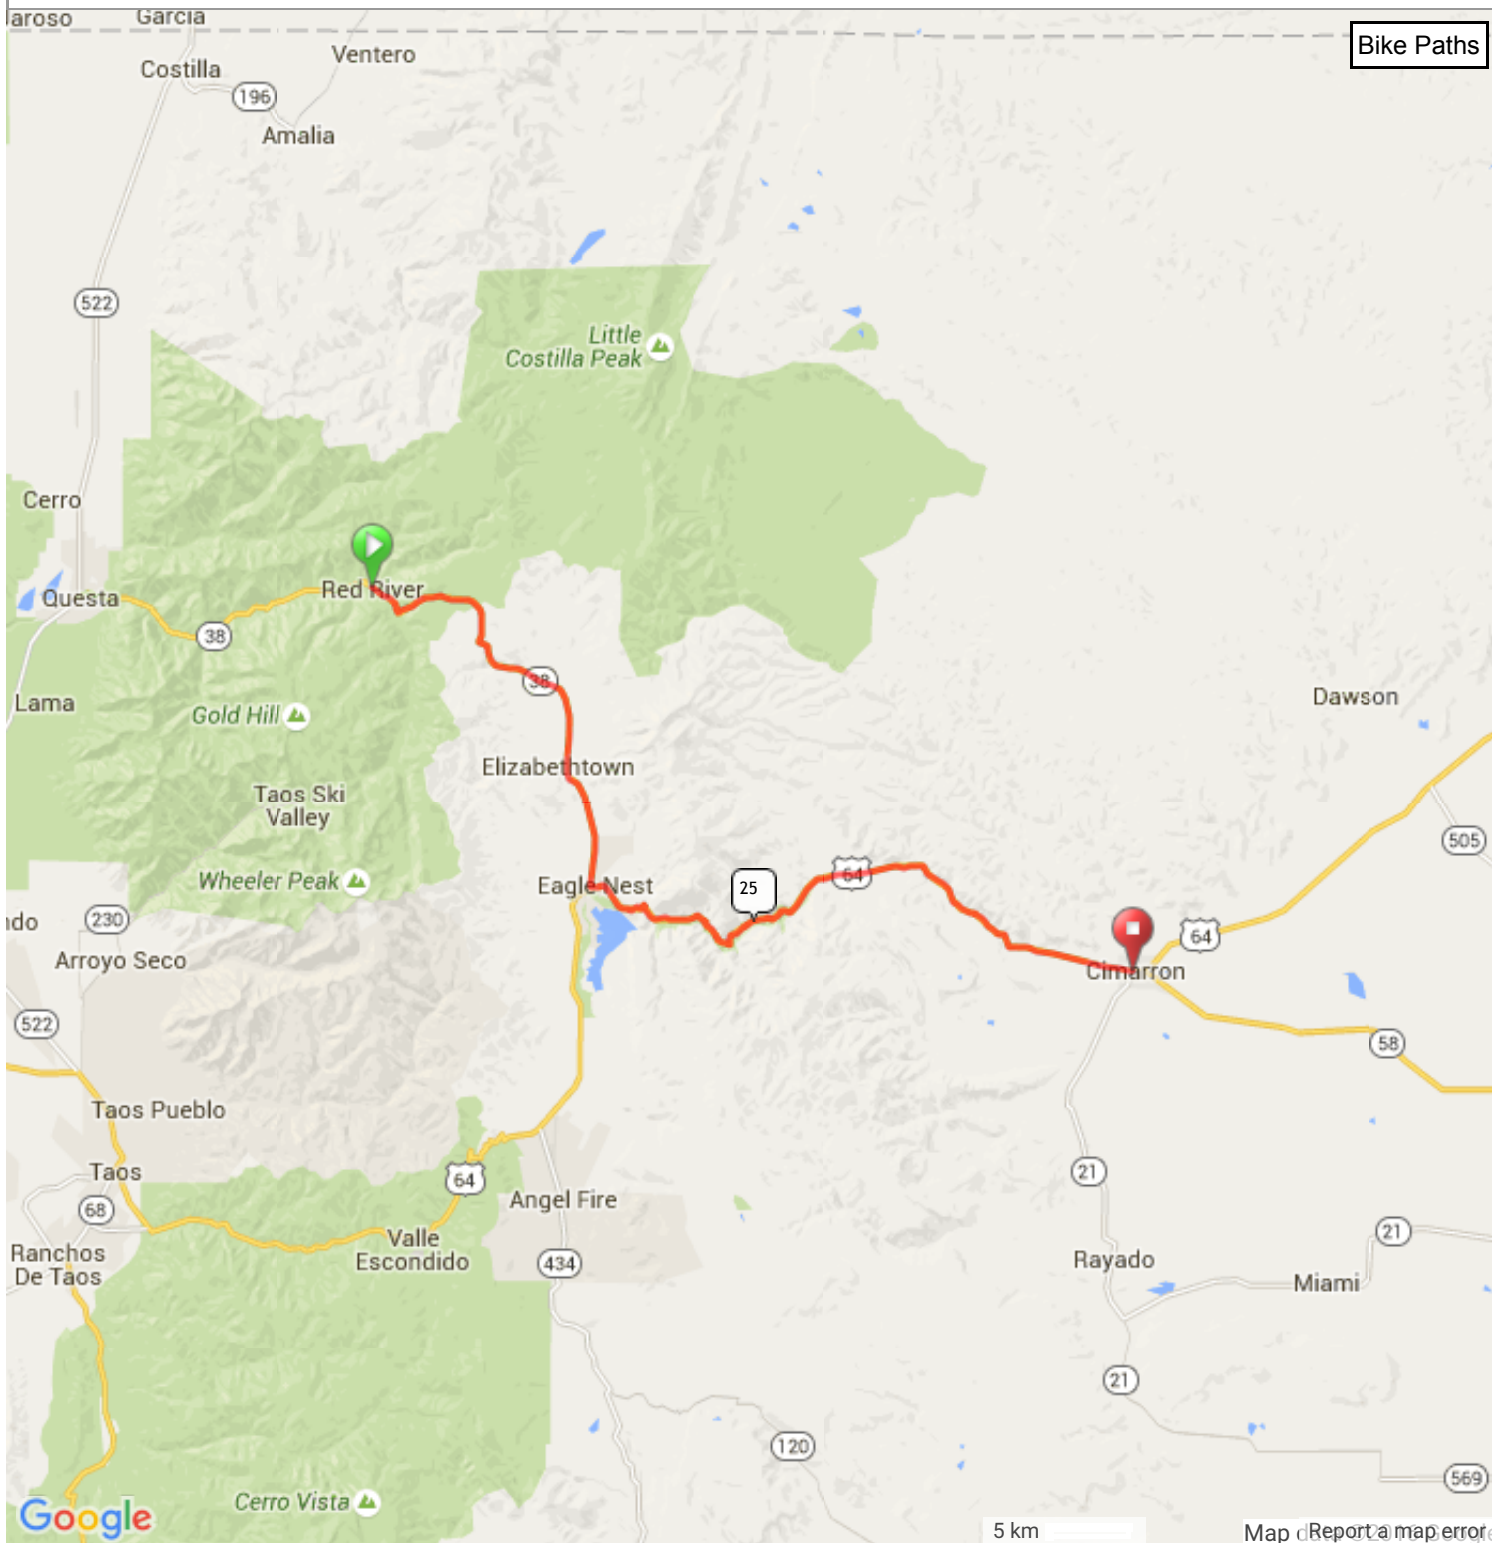 Jaroso
Garcia
Bike Paths
Ventero
Costilla
196
Amalia
522
Little
Costilla Peak
Cerro
Red River
Questa
38
38
Lama
Gold Hill
Dawson
Elizabethtown
Taos Ski
Valley
505
64
Wheeler Peak
Eagle Nest
25
230
64
Arroyo Seco
Cimarron
522
58
Taos Pueblo
Taos
64
21
68
Angel Fire
Valle
Escondido
21
Ranchos
De Taos
434
Rayado
Miami
21
120
569
Cerro Vista
Google
5 km
Map
Report a map error